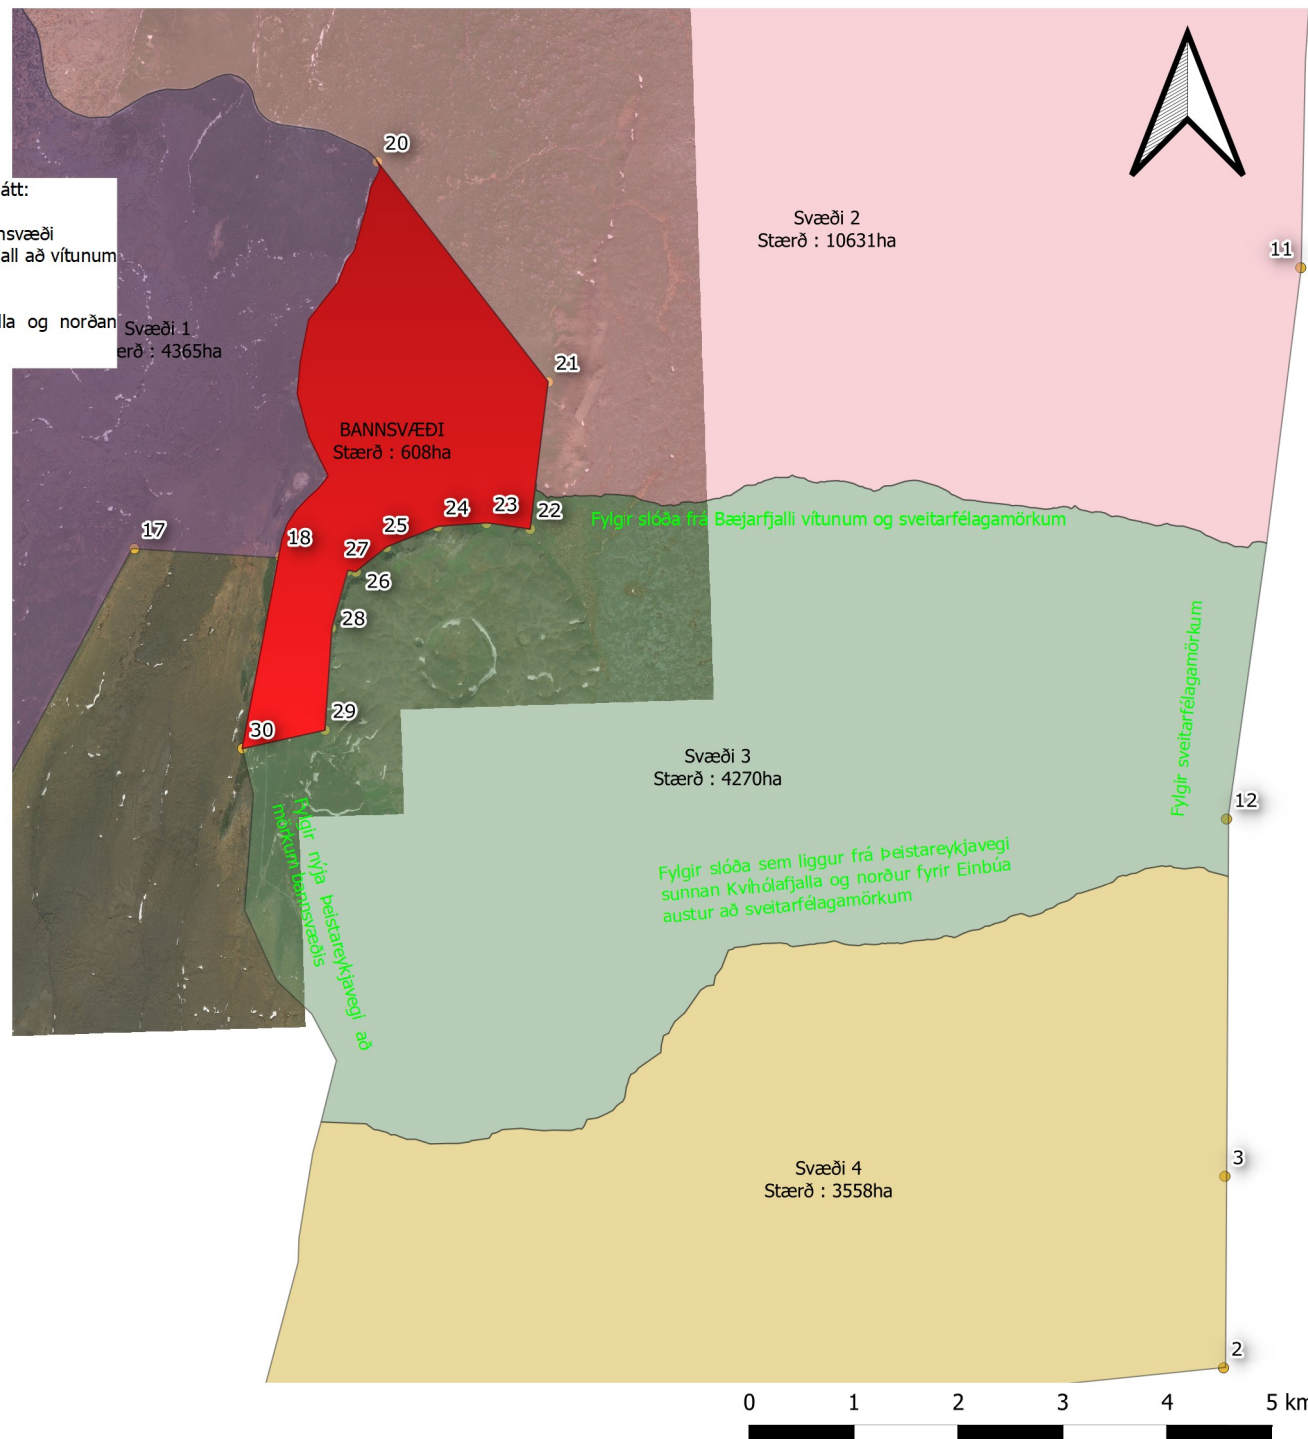 20
átt:
nsvæði
all að vítunum
lla og norðan
Svæði 1
erð : 4365ha
Svæði 2
Stærð : 10631ha
11
21
BANNSVÆÐI
Stærð : 608ha
17
18
24
23
22
25
27
26
28
29
30
Fylgir slóða frá Bæjarfjalli vítunum og sveitarfélagamörkum
Fylgir sveitarfélagamörkum
Svæði 3
Stærð : 4270ha
12
Fylgir nýja Þeistareykjavegi að
mörkum bannsvæðis
Fylgir slóða sem liggur frá Þeistareykjavegi
sunnan Kvíhólafjalla og norður fyrir Einbúa
austur að sveitarfélagamörkum
Svæði 4
Stærð : 3558ha
3
2
0 1 2 3 4 5 km